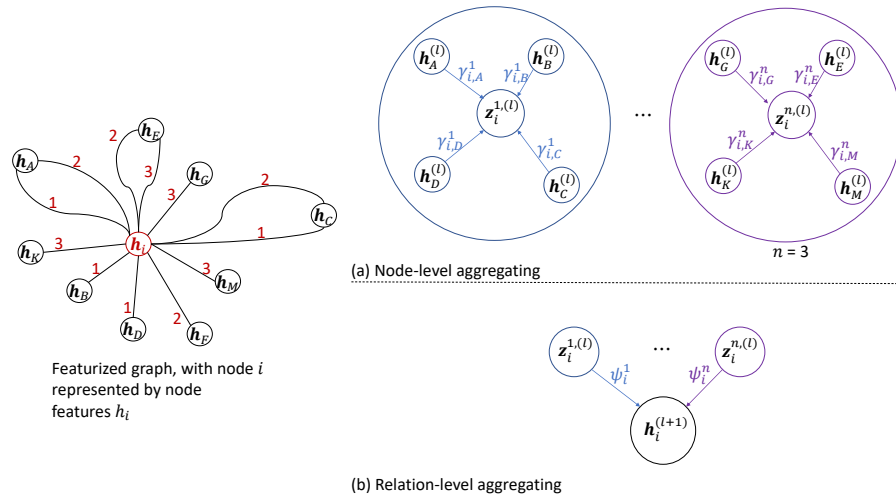 h_E
2
h_A
2
3
h_G
3
2
1
h_C
1
h_i
3
h_K
1
3
h_M
h_B
1
2
h_D
h_E
Featurized graph, with node i
represented by node
features h_i
h_A^{(l)}
h_B^{(l)}
γ_{i,A}^1
γ_{i,B}^1
z_i^{1,(l)}
γ_{i,D}^1
γ_{i,C}^1
h_D^{(l)}
h_C^{(l)}
...
h_G^{(l)}
h_E^{(l)}
γ_{i,G}^n
γ_{i,E}^n
z_i^{n,(l)}
γ_{i,K}^n
γ_{i,M}^n
h_K^{(l)}
h_M^{(l)}
n = 3
(a) Node-level aggregating
z_i^{1,(l)}
...
z_i^{n,(l)}
ψ_i^1
ψ_i^n
h_i^{(l+1)}
(b) Relation-level aggregating